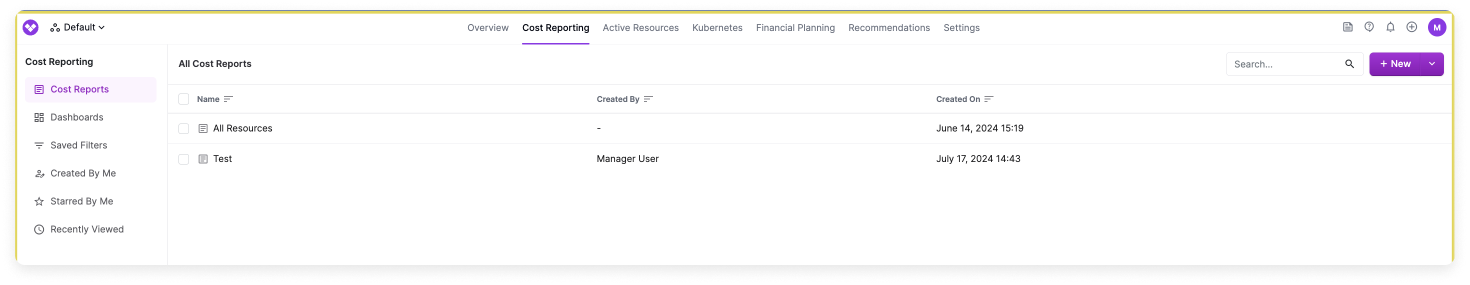 Default
Overview Cost Reporting Active Resources Kubernetes Financial Planning Recommendations Settings
M
Cost Reporting
Cost Reports
Dashboards
Saved Filters
Created By Me
Starred By Me
Recently Viewed
All Cost Reports
Search...
+ New
Name Created By Created On
All Resources - June 14, 2024 15:19
Test Manager User July 17, 2024 14:43